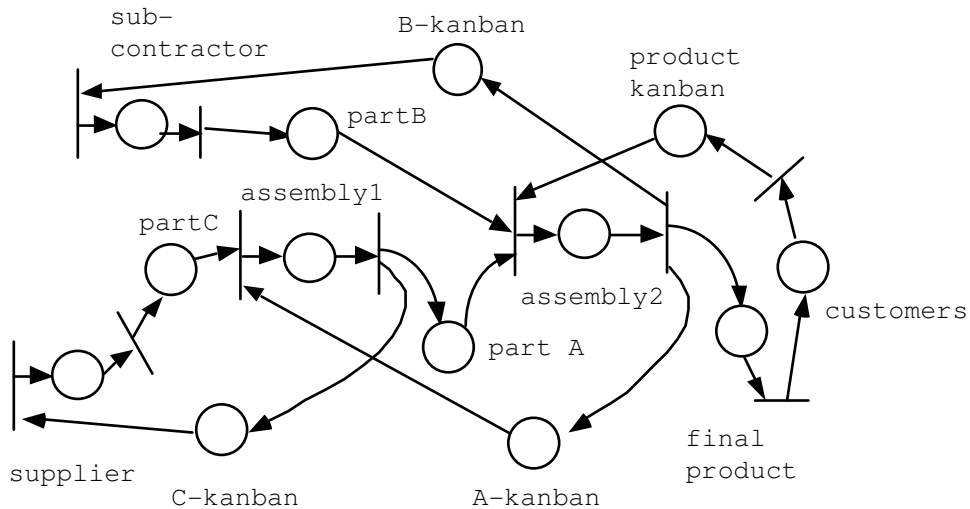 sub-
contractor
B-kanban
product
kanban
partB
assembly1
partC
assembly2
customers
part A
final
product
supplier
C-kanban
A-kanban